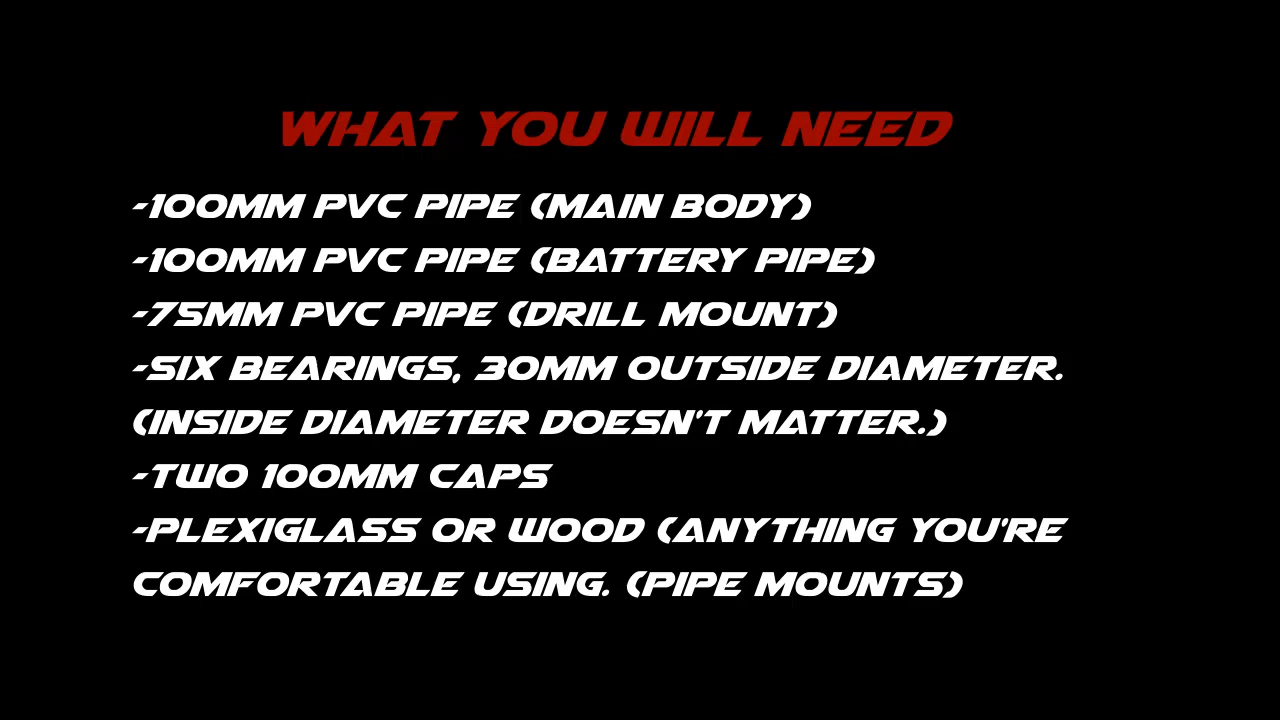 WHAT YOU WILL NEED
-100MM PVC PIPE (MAIN BODY)
-100MM PVC PIPE (BATTERY PIPE)
-75MM PVC PIPE (DRILL MOUNT)
-SIX BEARINGS, 30MM OUTSIDE DIAMETER.
(INSIDE DIAMETER DOESN'T MATTER.)
-TWO 100MM CAPS
-PLEXIGLASS OR WOOD (ANYTHING YOU'RE
COMFORTABLE USING. (PIPE MOUNTS)